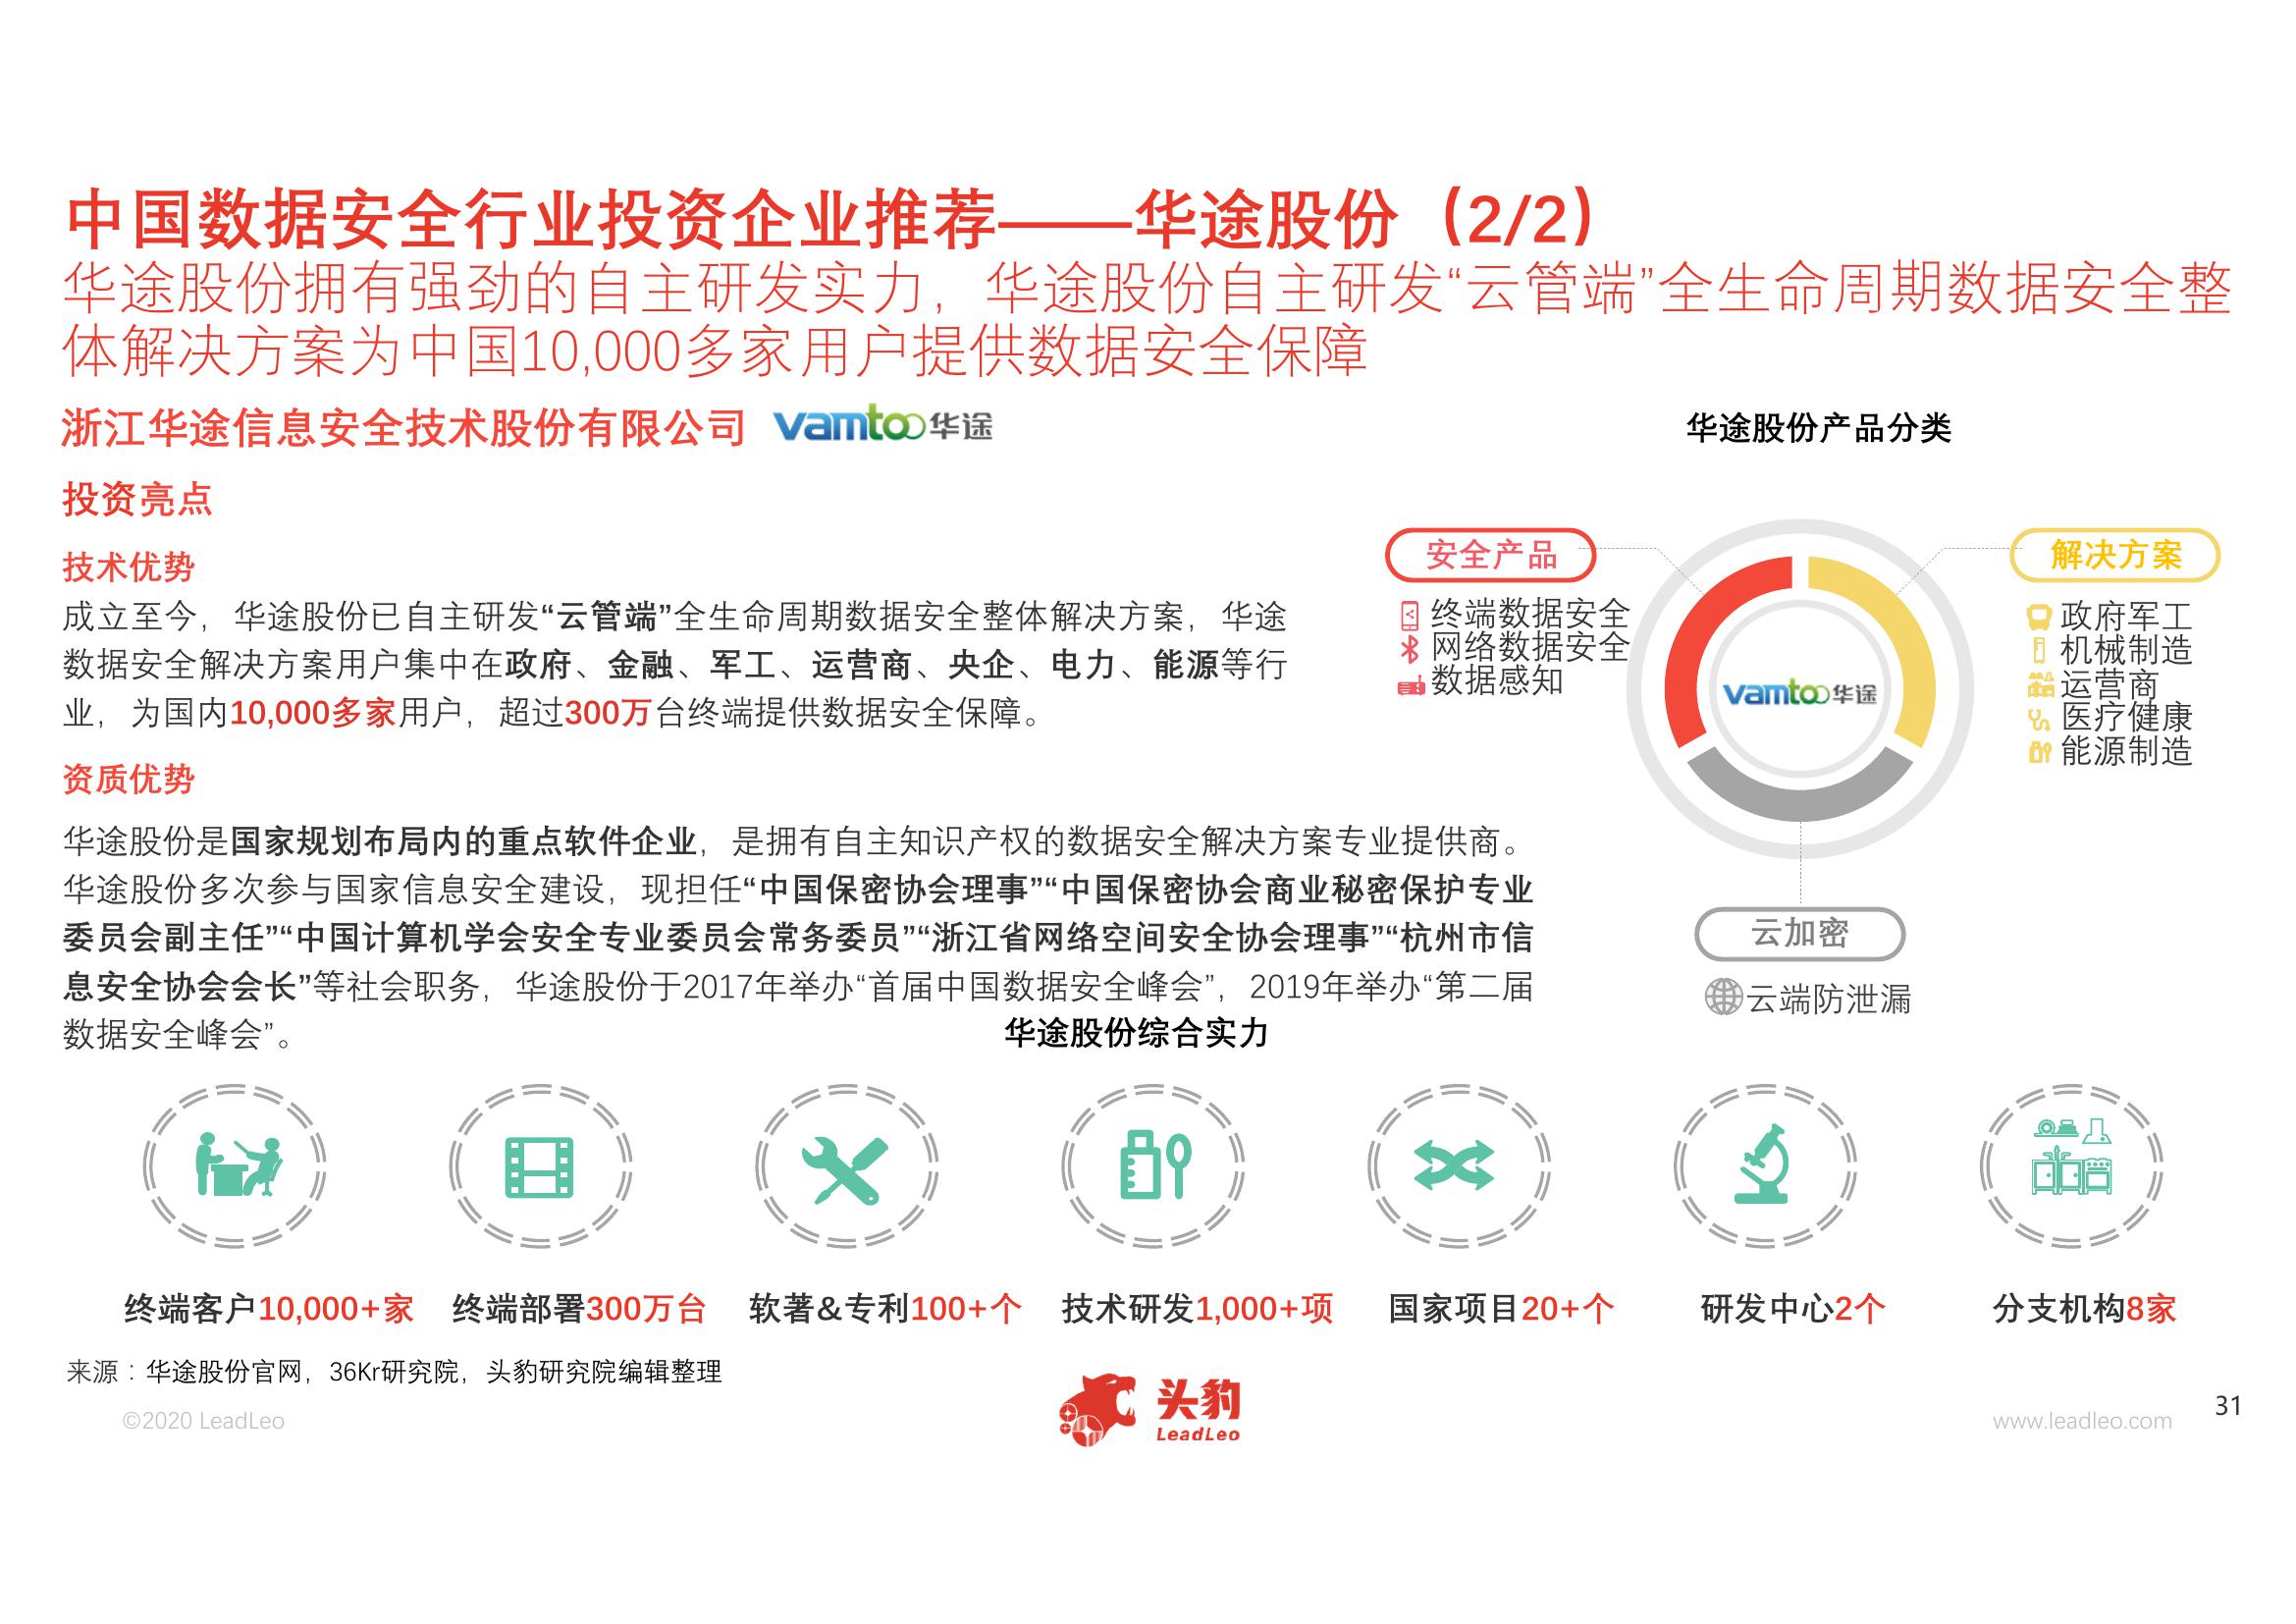 中国数据安全行业投资企业推荐——华途股份（2/2）
华途股份拥有强劲的自主研发实力，华途股份自主研发“云管端”全生命周期数据安全整
体解决方案为中国10,000多家用户提供数据安全保障
浙江华途信息安全技术股份有限公司 vamtoo华途
投资亮点
技术优势
成立至今，华途股份已自主研发“云管端”全生命周期数据安全整体解决方案，华途
数据安全解决方案用户集中在政府、金融、军工、运营商、央企、电力、能源等行
业，为国内10,000多家用户，超过300万台终端提供数据安全保障。
资质优势
华途股份是国家规划布局内的重点软件企业，是拥有自主知识产权的数据安全解决方案专业提供商。
华途股份多次参与国家信息安全建设，现担任“中国保密协会理事”“中国保密协会商业秘密保护专业
委员会副主任”“中国计算机学会安全专业委员会常务委员”“浙江省网络空间安全协会理事”“杭州市信
息安全协会会长”等社会职务，华途股份于2017年举办“首届中国数据安全峰会”，2019年举办“第二届
数据安全峰会”。
华途股份产品分类
安全产品
终端数据安全
网络数据安全
数据感知
vamtoo华途
解决方案
政府军工
机械制造
运营商
医疗健康
能源制造
云加密
云端防泄漏
华途股份综合实力
终端客户10,000+家
终端部署300万台
软著&专利100+个
技术研发1,000+项
国家项目20+个
研发中心2个
分支机构8家
来源：华途股份官网，36Kr研究院，头豹研究院编辑整理
©2020 LeadLeo
头豹
LeadLeo
www.leadleo.com
31